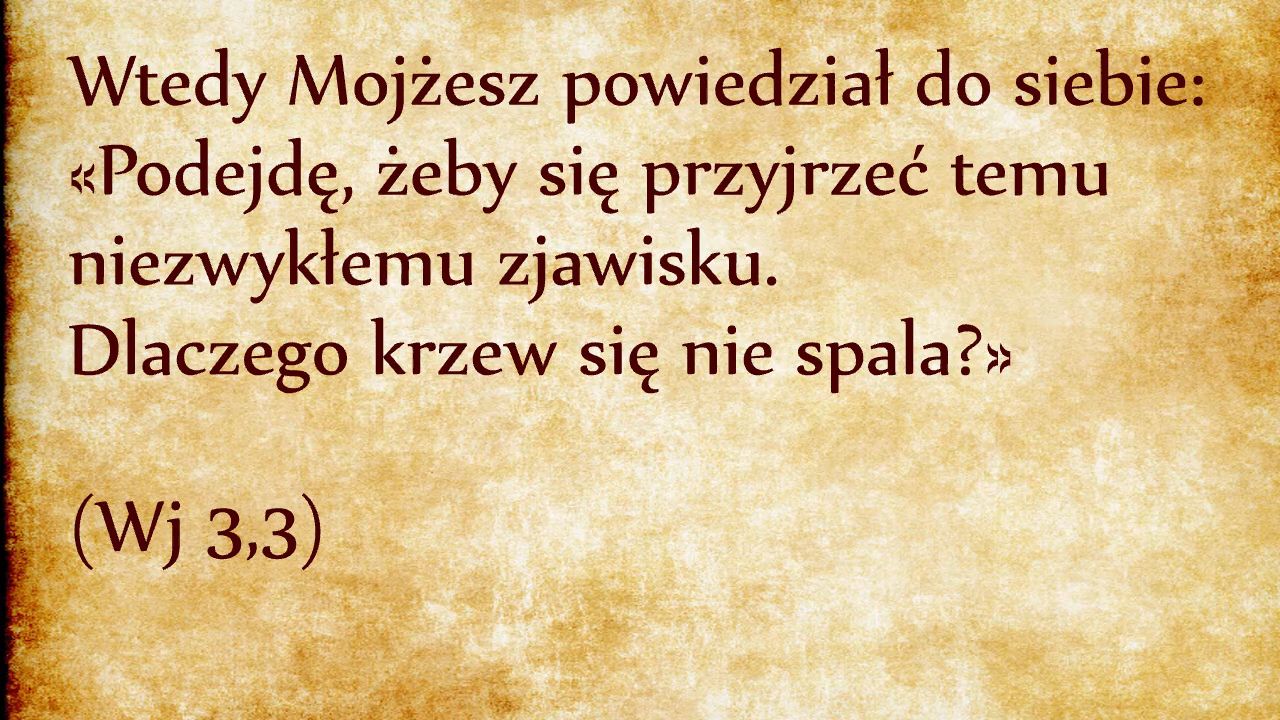 Wtedy Mojżesz powiedział do siebie:
«Podejdę, żeby się przyjrzeć temu
niezwykłemu zjawisku.
Dlaczego krzew się nie spala?»
(Wj 3,3)